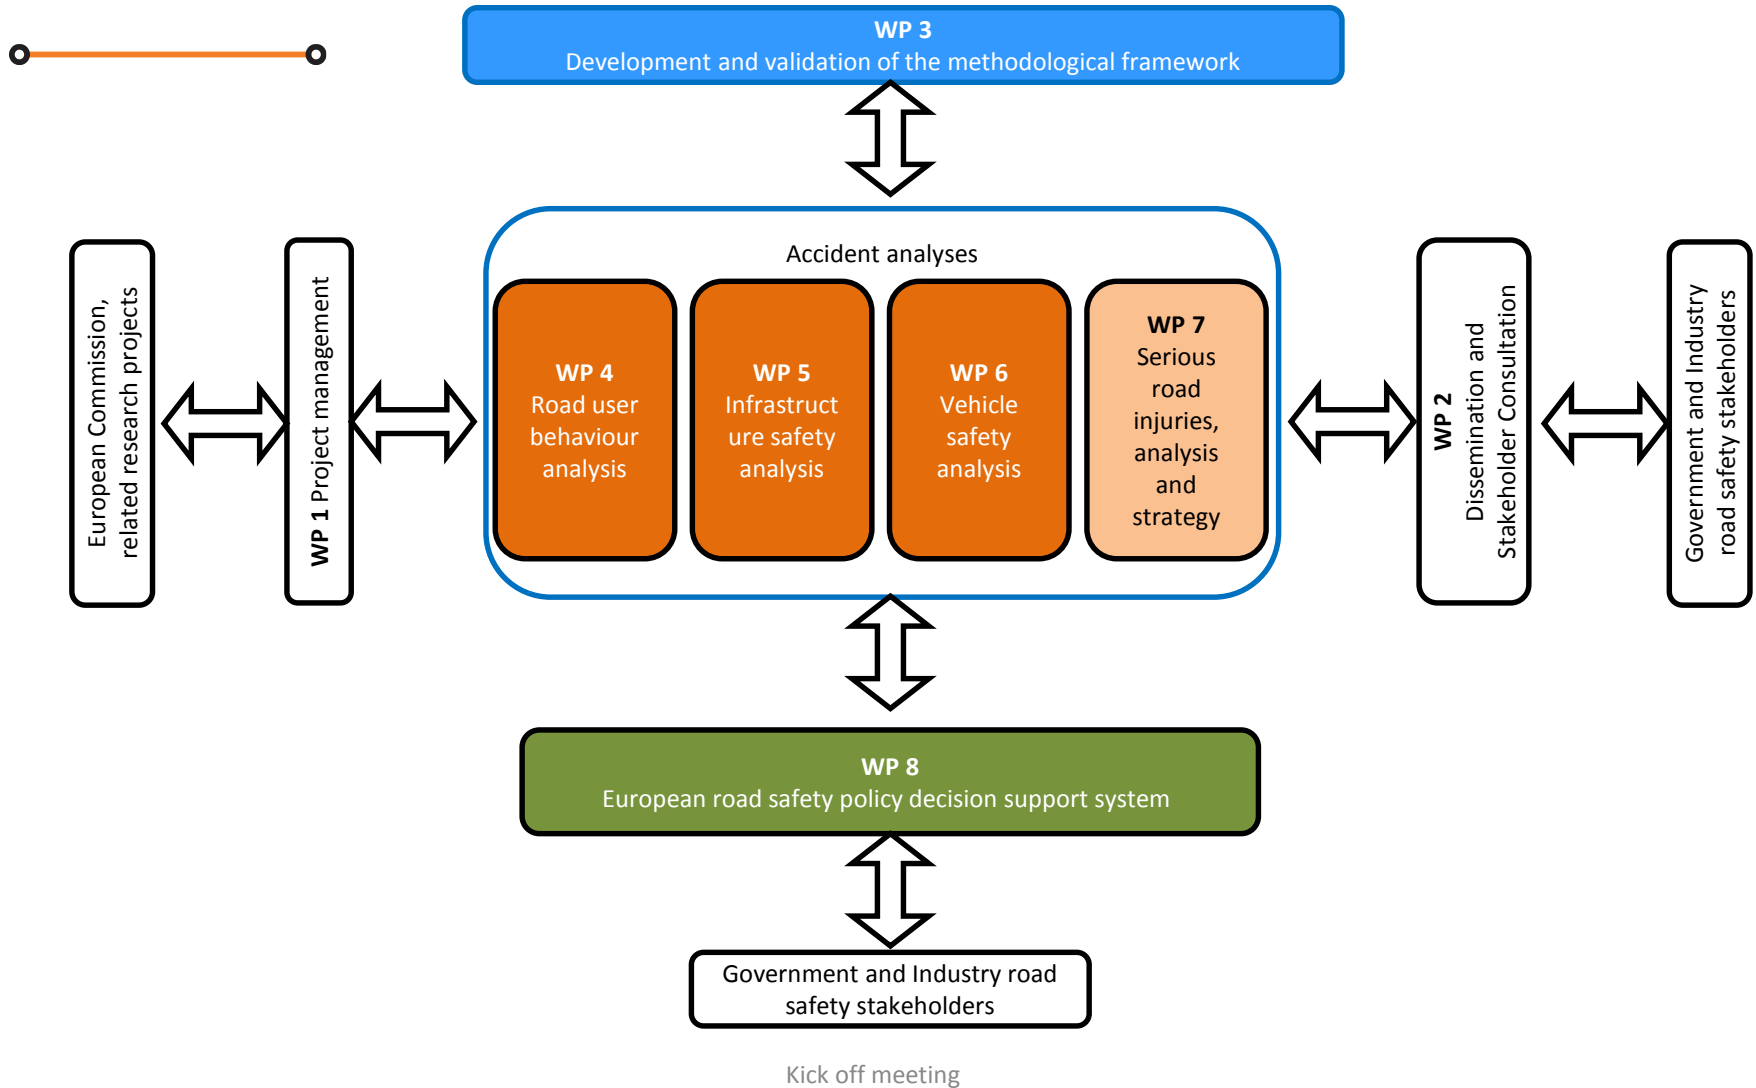 WP 3
Development and validation of the methodological framework
European Commission,
related research projects
WP 1 Project management
Accident analyses
WP 4
Road user
behaviour
analysis
WP 5
Infrastruct
ure safety
analysis
WP 6
Vehicle
safety
analysis
WP 7
Serious
road
injuries,
analysis
and
strategy
WP 2
Dissemination and
Stakeholder Consultation
Government and Industry
road safety stakeholders
WP 8
European road safety policy decision support system
Government and Industry road
safety stakeholders
Kick off meeting